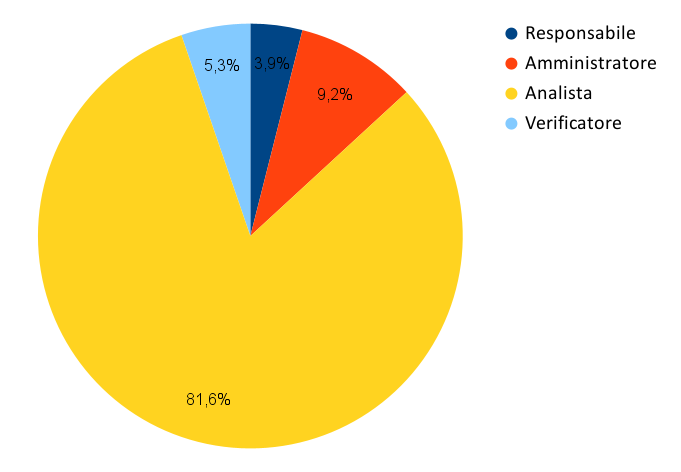 Responsabile
Amministratore
Analista
Verificatore
5,3%
3,9%
9,2%
81,6%